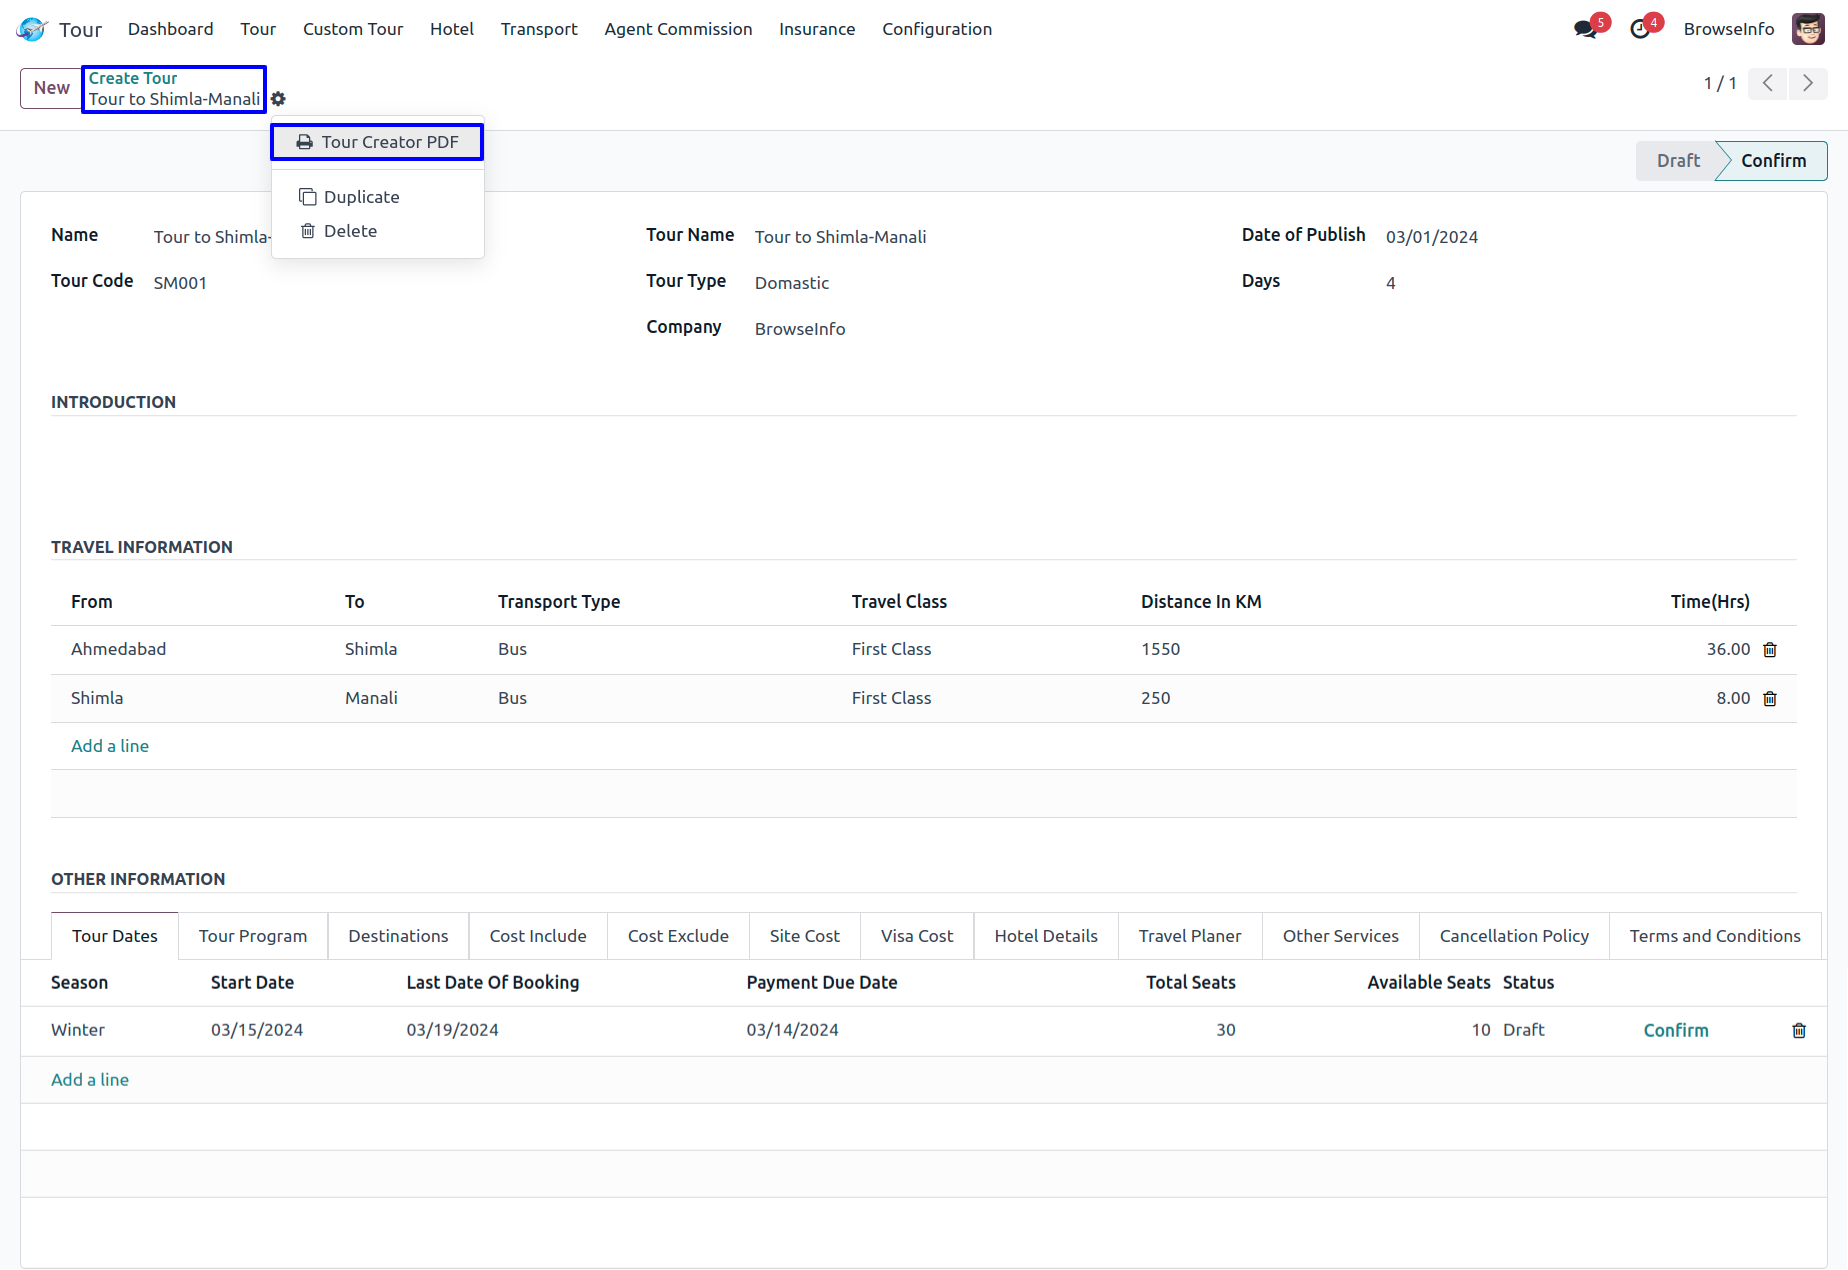 Tour Dashboard Tour Custom Tour Hotel Transport Agent Commission Insurance Configuration 5 4 BrowseInfo
New Create Tour 1 / 1
Tour to Shimla-Manali
Tour Creator PDF
Draft Confirm
Duplicate
Delete
Name Tour to Shimla- Tour Name Tour to Shimla-Manali Date of Publish 03/01/2024
Tour Code SM001 Tour Type Domastic Days 4
Company BrowseInfo
INTRODUCTION
TRAVEL INFORMATION
From To Transport Type Travel Class Distance In KM Time(Hrs)
Ahmedabad Shimla Bus First Class 1550 36.00
Shimla Manali Bus First Class 250 8.00
Add a line
OTHER INFORMATION
Tour Dates Tour Program Destinations Cost Include Cost Exclude Site Cost Visa Cost Hotel Details Travel Planer Other Services Cancellation Policy Terms and Conditions
Season Start Date Last Date Of Booking Payment Due Date Total Seats Available Seats Status
Winter 03/15/2024 03/19/2024 03/14/2024 30 10 Draft Confirm
Add a line